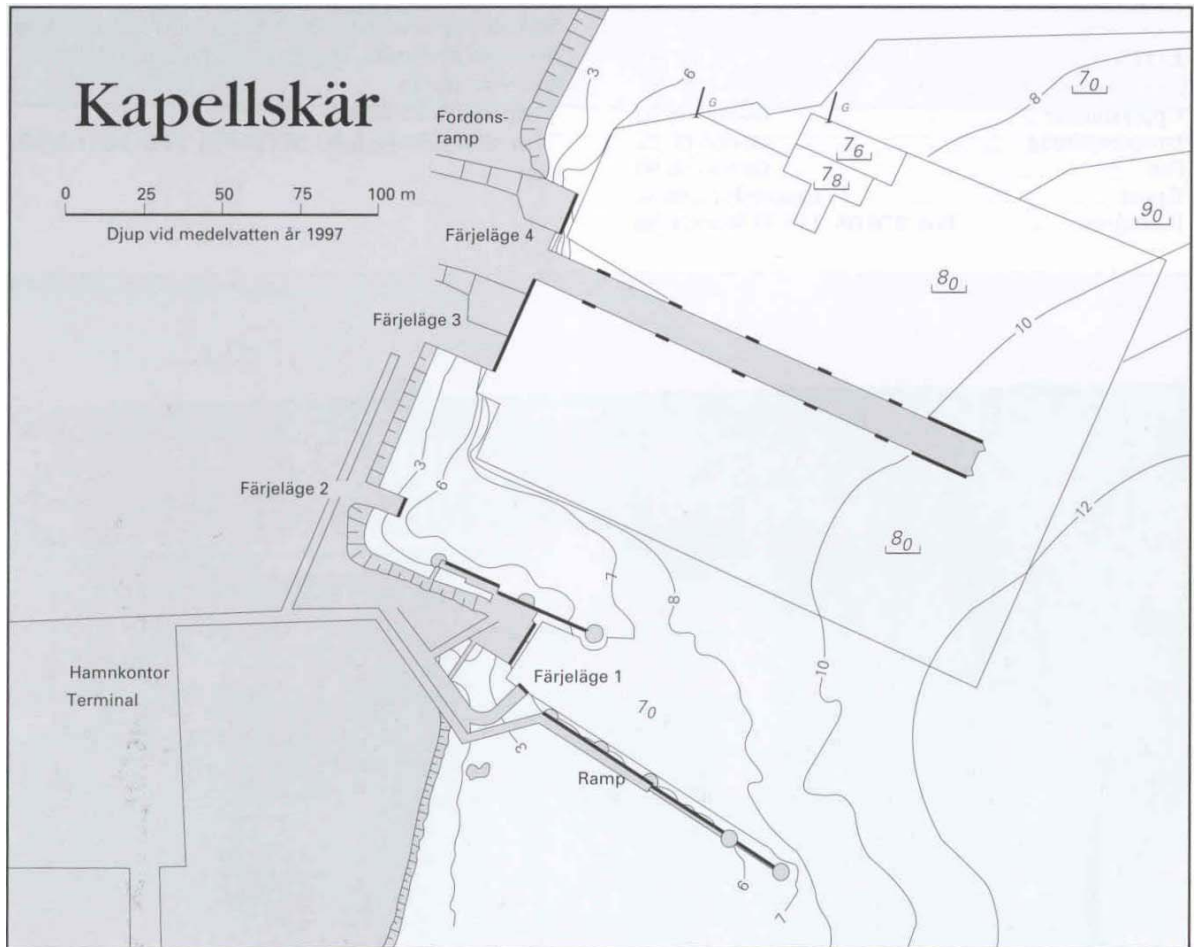 Kapellskär
0 25 50 75 100 m
Djup vid medelvatten år 1997
Fordons-
ramp
Färjeläge 4
Färjeläge 3
Färjeläge 2
Färjeläge 1
Hamnkontor
Terminal
Ramp
3
6
G
G
7₆
7₈
8
7₀
9₀
8₀
10
12
8₀
3
6
7
8
10
7₀
3
6
7